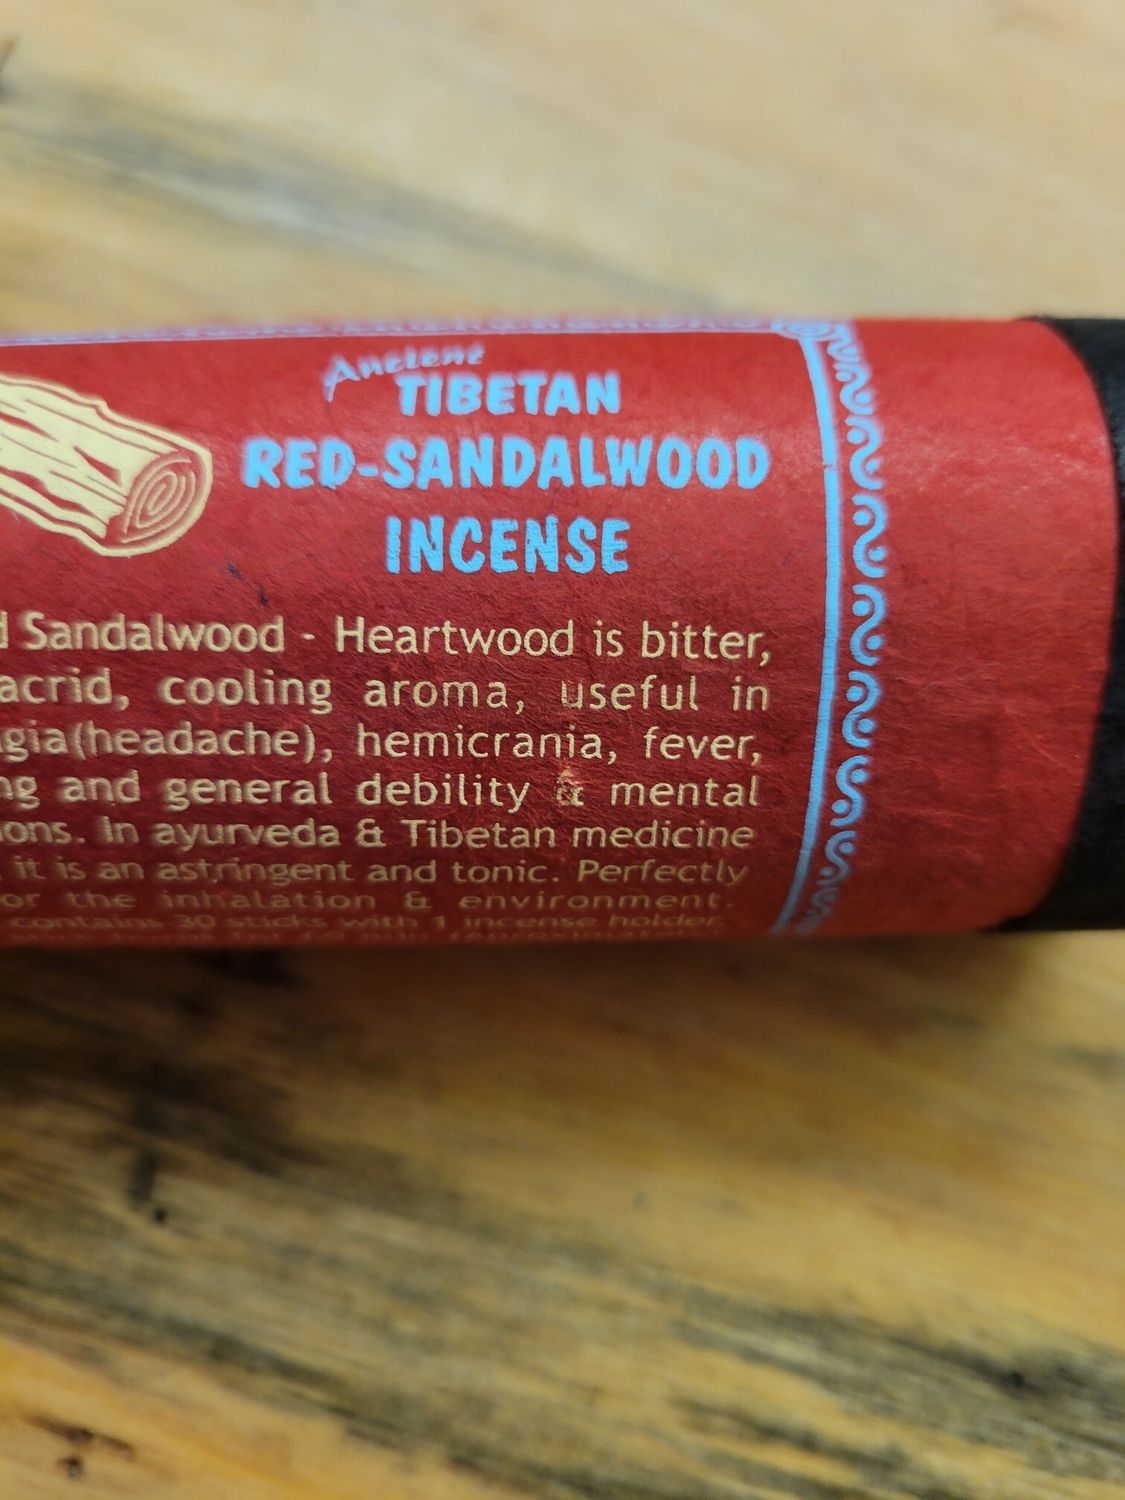 Ancient
TIBETAN
RED-SANDALWOOD
INCENSE
Sandalwood - Heartwood is bitter,
acrid, cooling aroma, useful in
gia(headache), hemicrania, fever,
and general debility & mental
ons. In ayurveda & Tibetan medicine
it is an astringent and tonic. Perfectly
or the inhalation & environment.
contains 30 sticks with 1 incense holder.